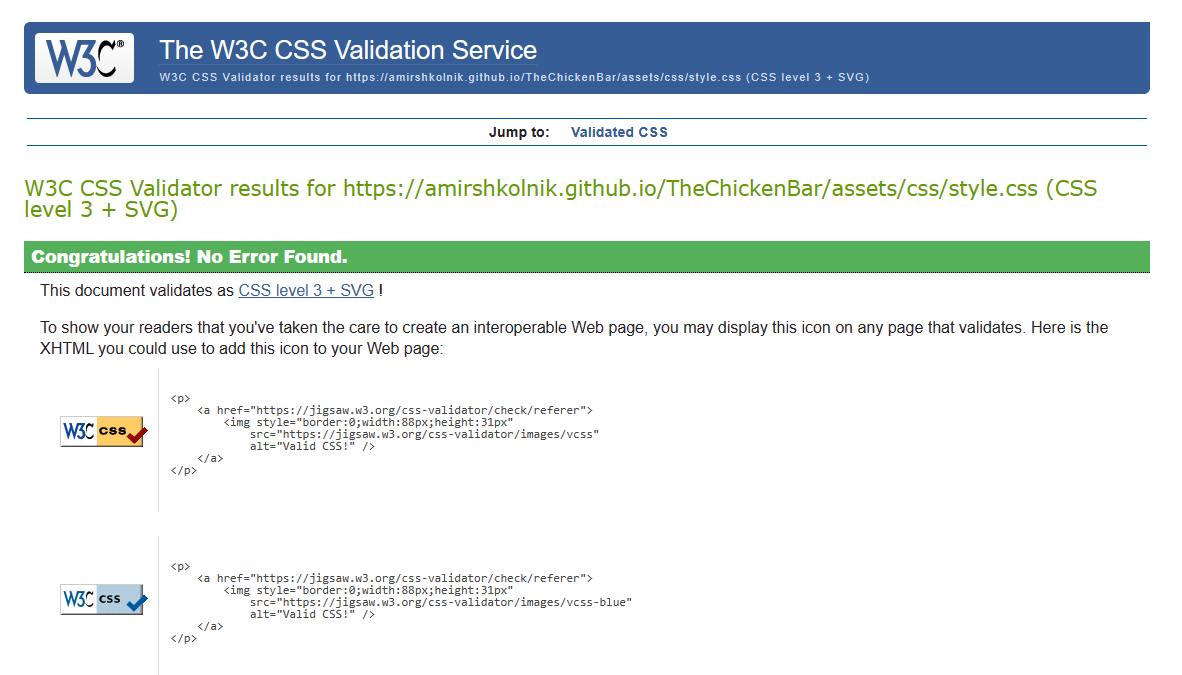 W3C®
The W3C CSS Validation Service
W3C CSS Validator results for https://amirshkolnik.github.io/TheChickenBar/assets/css/style.css (CSS level 3 + SVG)
Jump to: Validated CSS
W3C CSS Validator results for https://amirshkolnik.github.io/TheChickenBar/assets/css/style.css (CSS
level 3 + SVG)
Congratulations! No Error Found.
This document validates as CSS level 3 + SVG !
To show your readers that you've taken the care to create an interoperable Web page, you may display this icon on any page that validates. Here is the
XHTML you could use to add this icon to your Web page:
W3C css
<p>
    <a href="https://jigsaw.w3.org/css-validator/check/referer">
        <img style="border:0;width:88px;height:31px"
            src="https://jigsaw.w3.org/css-validator/images/vcss"
            alt="Valid CSS!" />
    </a>
</p>
W3C css
<p>
    <a href="https://jigsaw.w3.org/css-validator/check/referer">
        <img style="border:0;width:88px;height:31px"
            src="https://jigsaw.w3.org/css-validator/images/vcss-blue"
            alt="Valid CSS!" />
    </a>
</p>